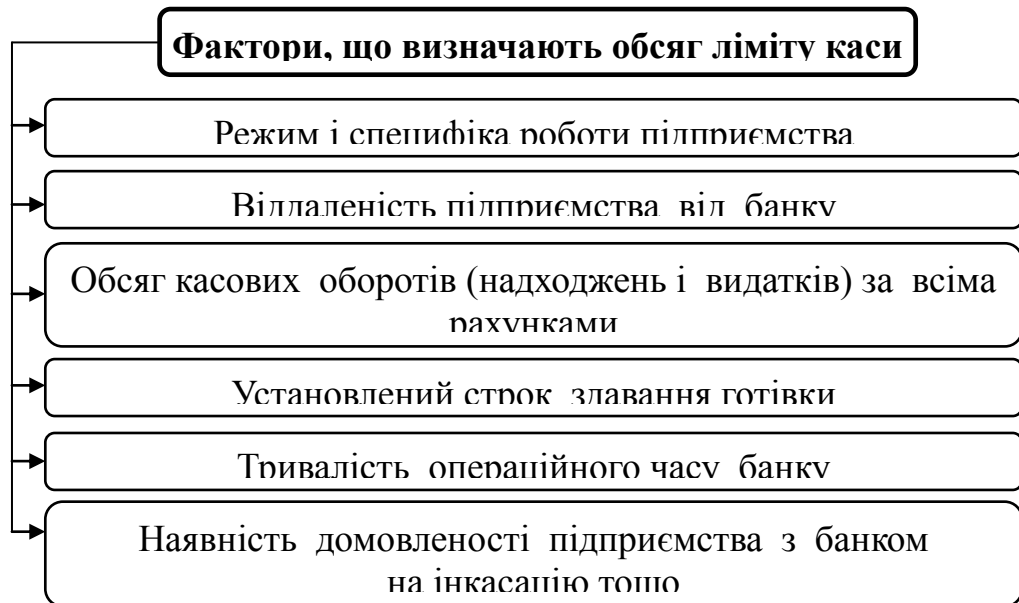 Фактори, що визначають обсяг ліміту каси
Режим і специфіка роботи підприємства
Віддаленість підприємства від банку
Обсяг касових оборотів (надходжень і видатків) за всіма
рахунками
Установлений строк здавання готівки
Тривалість операційного часу банку
Наявність домовленості підприємства з банком
на інкасацію тощо